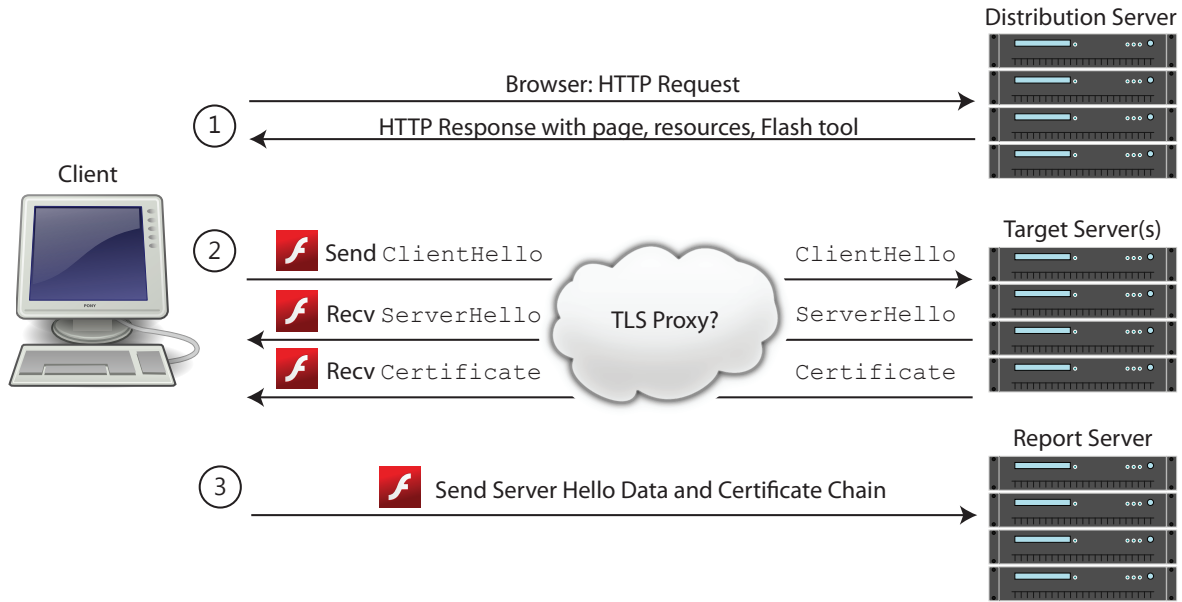 Distribution Server
Browser: HTTP Request
1
HTTP Response with page, resources, Flash tool
Client
PONY
Target Server(s)
2
Send ClientHello
ClientHello
Recv ServerHello
TLS Proxy?
ServerHello
Recv Certificate
Certificate
Report Server
3
Send Server Hello Data and Certificate Chain